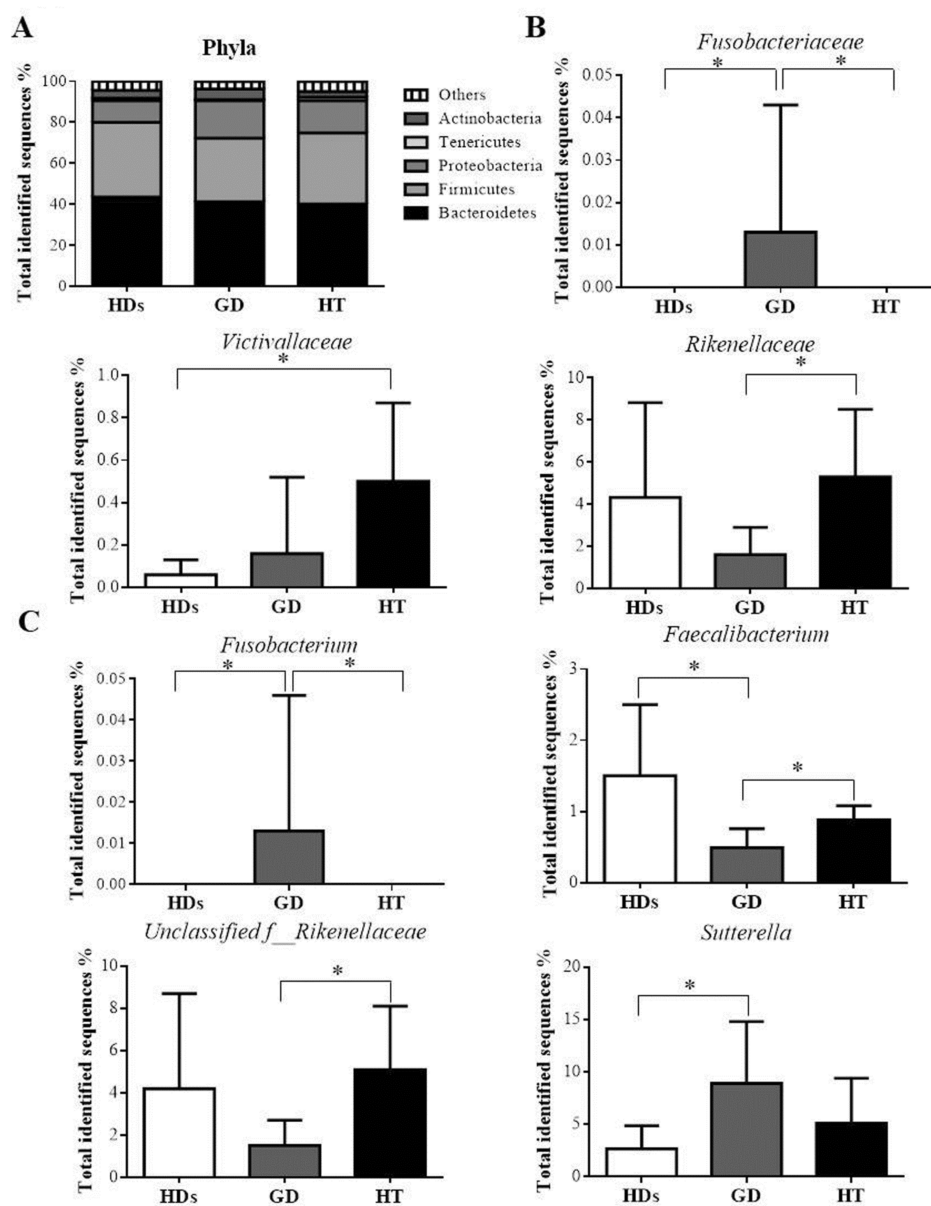 A
Phyla
Total identified sequences %
100
80
60
40
20
0
HDs GD HT
Others
Actinobacteria
Tenericutes
Proteobacteria
Firmicutes
Bacteroidetes
B
Fusobacteriaceae
* *
Total identified sequences %
0.05
0.04
0.03
0.02
0.01
0.00
HDs GD HT
Victivallaceae
*
Total identified sequences %
1.0
0.8
0.6
0.4
0.2
0.0
HDs GD HT
Rikenellaceae
*
Total identified sequences %
10
8
6
4
2
0
HDs GD HT
C
Fusobacterium
* *
Total identified sequences %
0.05
0.04
0.03
0.02
0.01
0.00
HDs GD HT
Faecalibacterium
*
*
Total identified sequences %
3
2
1
0
HDs GD HT
Unclassified f__Rikenellaceae
*
Total identified sequences %
10
8
6
4
2
0
HDs GD HT
Sutterella
*
Total identified sequences %
20
15
10
5
0
HDs GD HT